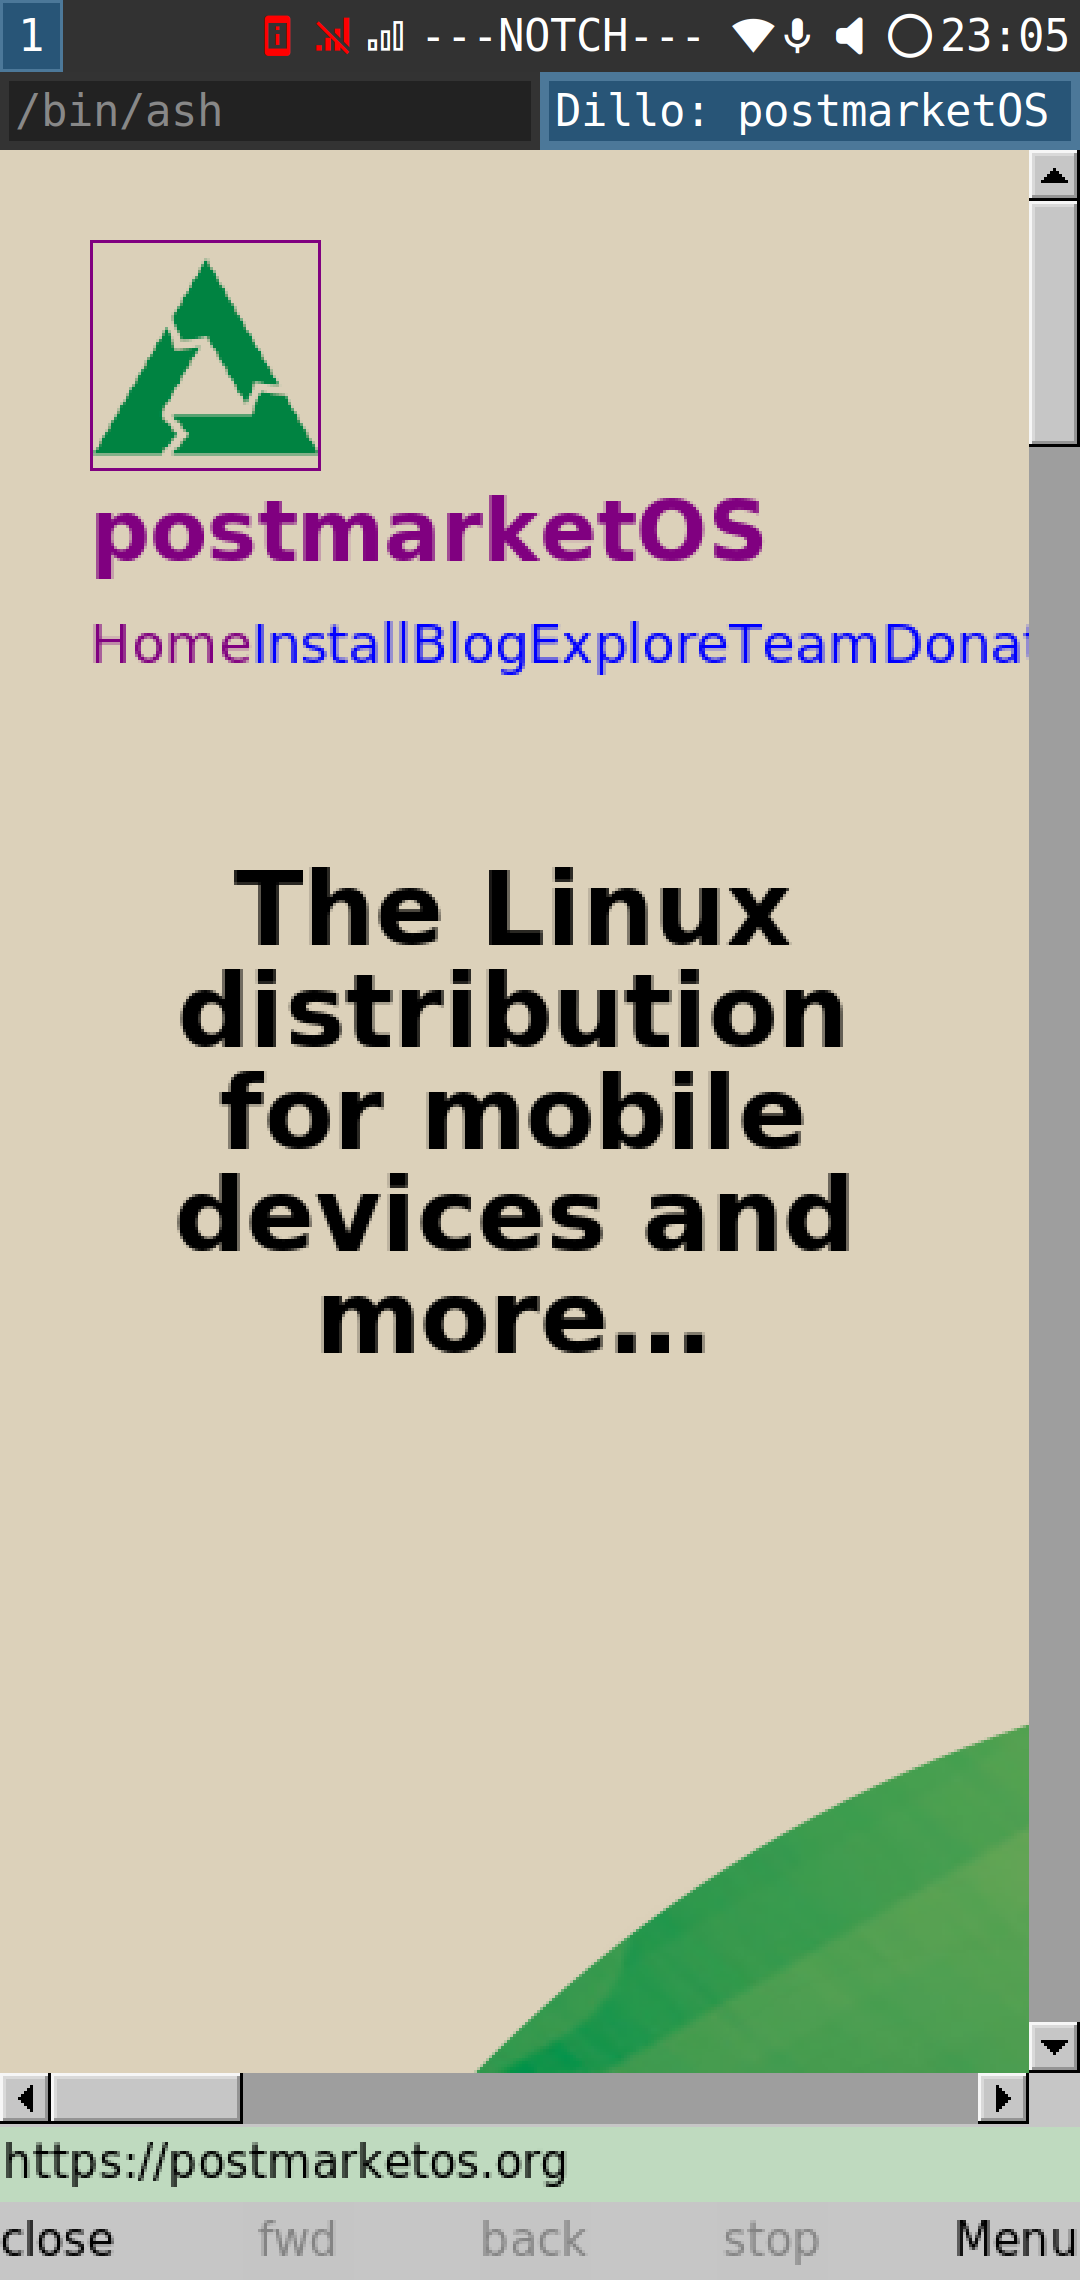 1 ---NOTCH--- 23:05
/bin/ash Dillo: postmarketOS
postmarketOS
HomeInstallBlogExploreTeamDonat
The Linux
distribution
for mobile
devices and
more...
https://postmarketos.org
close fwd back stop Menu